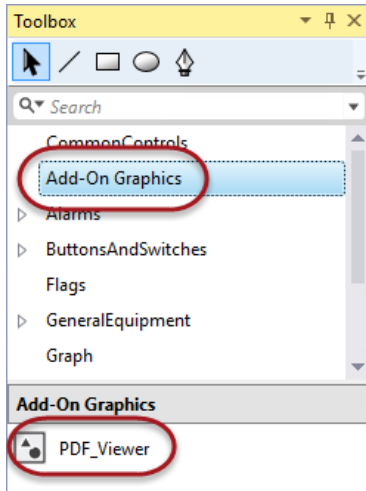 Toolbox
Search
CommonControls
Add-On Graphics
Alarms
ButtonsAndSwitches
Flags
GeneralEquipment
Graph
Add-On Graphics
PDF_Viewer